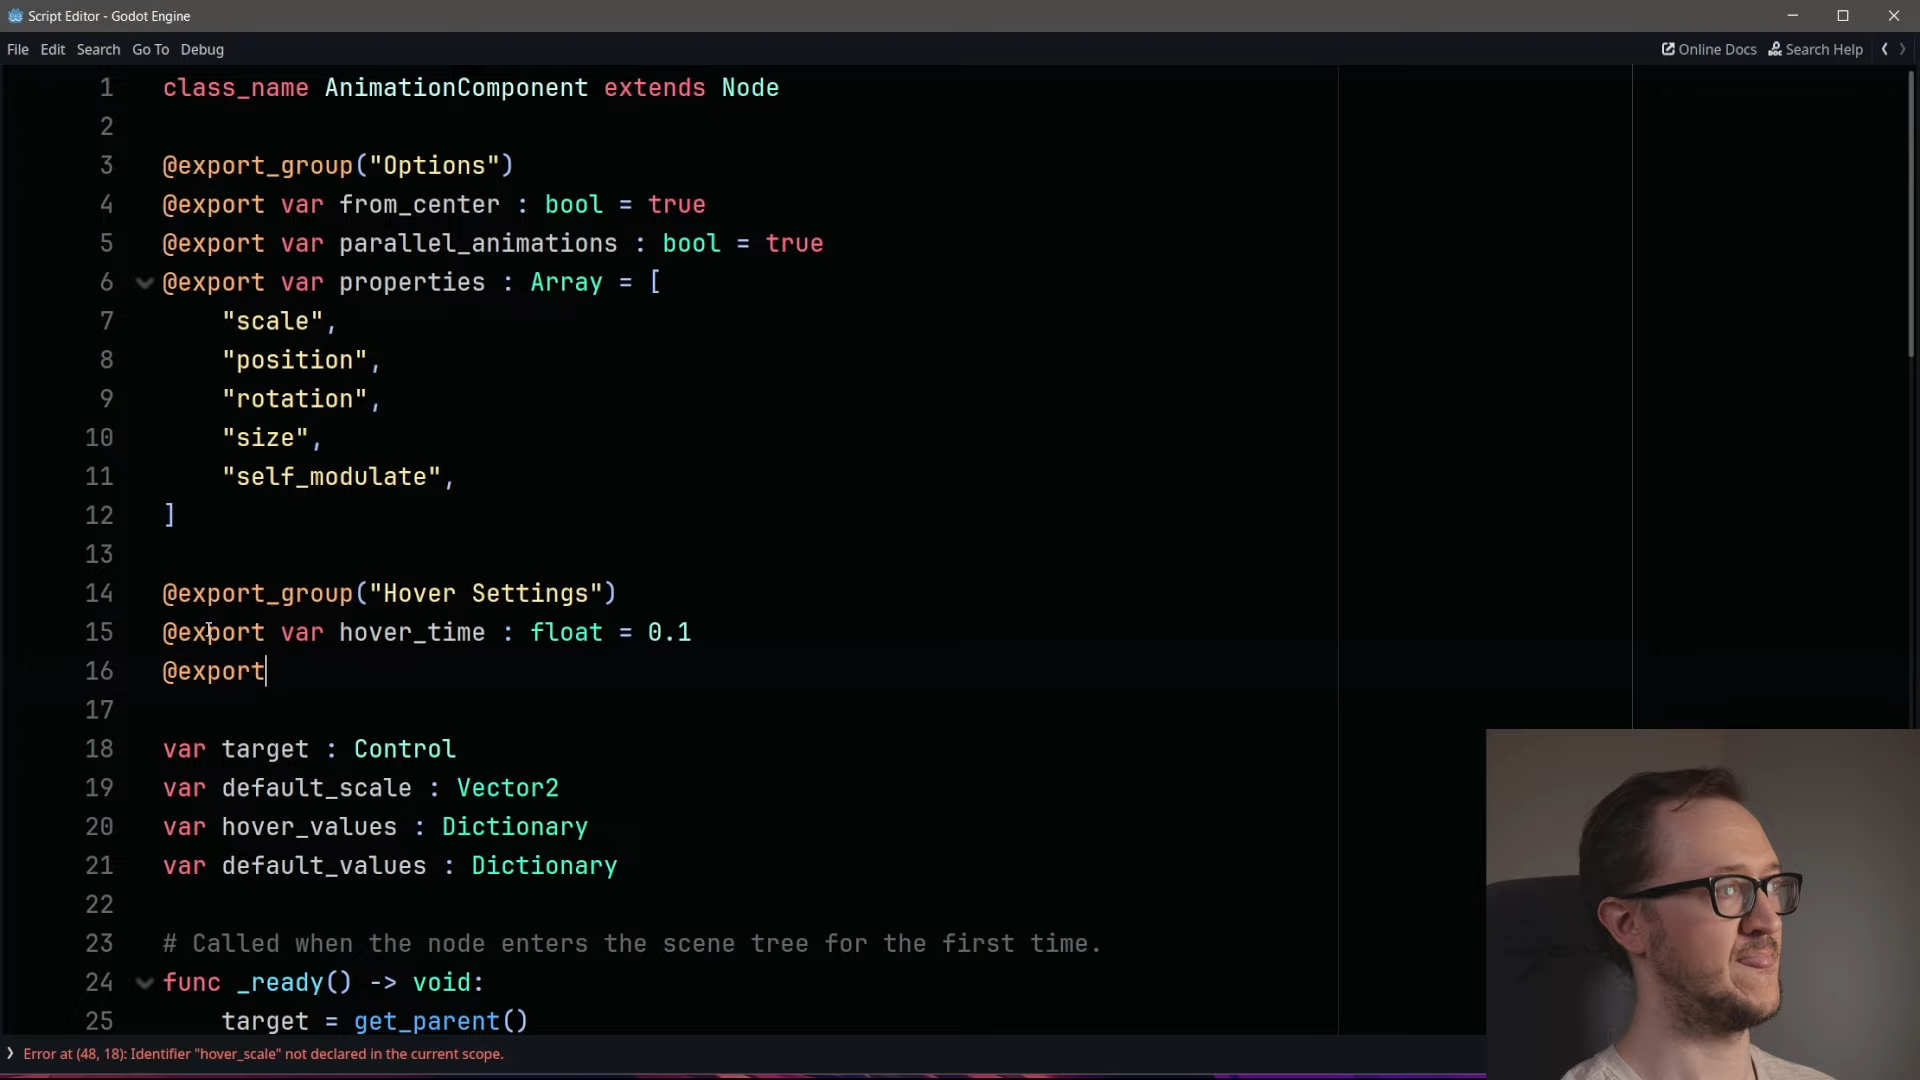 Script Editor - Godot Engine
File Edit Search Go To Debug
Online Docs Search Help
1 class_name AnimationComponent extends Node
2
3 @export_group("Options")
4 @export var from_center : bool = true
5 @export var parallel_animations : bool = true
6 @export var properties : Array = [
7 "scale",
8 "position",
9 "rotation",
10 "size",
11 "self_modulate",
12 ]
13
14 @export_group("Hover Settings")
15 @export var hover_time : float = 0.1
16 @export
17
18 var target : Control
19 var default_scale : Vector2
20 var hover_values : Dictionary
21 var default_values : Dictionary
22
23 # Called when the node enters the scene tree for the first time.
24 func _ready() -> void:
25 target = get_parent()
Error at (48, 18): Identifier "hover_scale" not declared in the current scope.